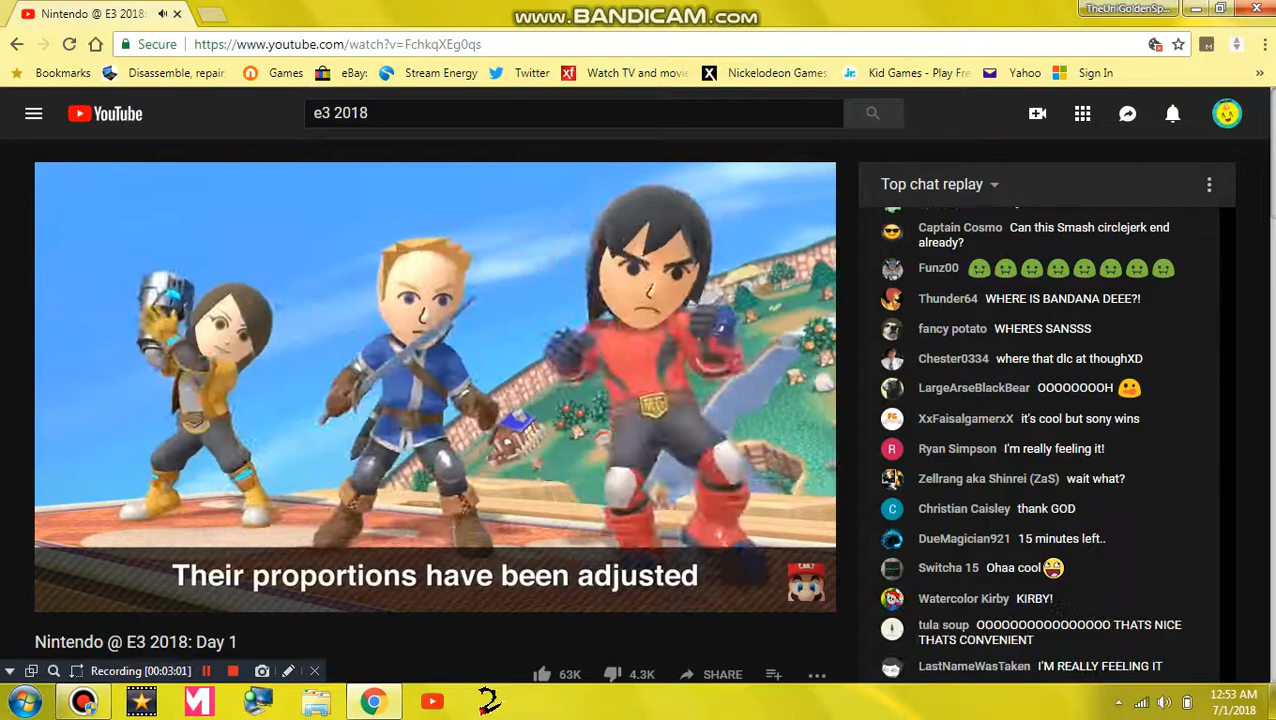 Nintendo @ E3 2018:
www.BANDICAM.com
TheUniGoldenSp...
Secure
https://www.youtube.com/watch?v=FchkqXEg0qs
Bookmarks
Disassemble, repair,
Games
eBay
Stream Energy
Twitter
Watch TV and movie
Nickelodeon Games,
Kid Games - Play Fre
Yahoo
Sign In
»
YouTube
e3 2018
Top chat replay
Captain Cosmo Can this Smash circlejerk end
already?
Funz00
Thunder64 WHERE IS BANDANA DEEE?!
fancy potato WHERES SANSSS
Chester0334 where that dlc at thoughXD
LargeArseBlackBear OOOOOOOOH
XxFaisalgamerxX it's cool but sony wins
Ryan Simpson I'm really feeling it!
Zellrang aka Shinrei (ZaS) wait what?
Christian Caisley thank GOD
DueMagician921 15 minutes left..
Switcha 15 Ohaa cool
Watercolor Kirby KIRBY!
tula soup OOOOOOOOOOOOOOOO THATS NICE
THATS CONVENIENT
LastNameWasTaken I'M REALLY FEELING IT
Their proportions have been adjusted
Nintendo @ E3 2018: Day 1
Recording [00:03:01]
63K
4.3K
SHARE
12:53 AM
7/1/2018